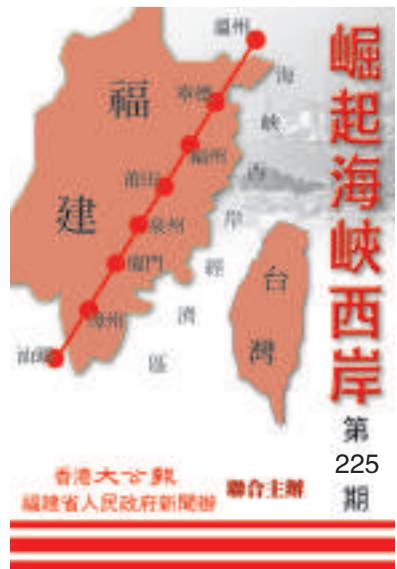 崛起海峽西岸
第
225
期
福建
台灣
海峽西岸經濟區
溫州
寧德
福州
莆田
泉州
廈門
漳州
汕頭
香港大公報
福建省人民政府新聞辦
聯合主辦